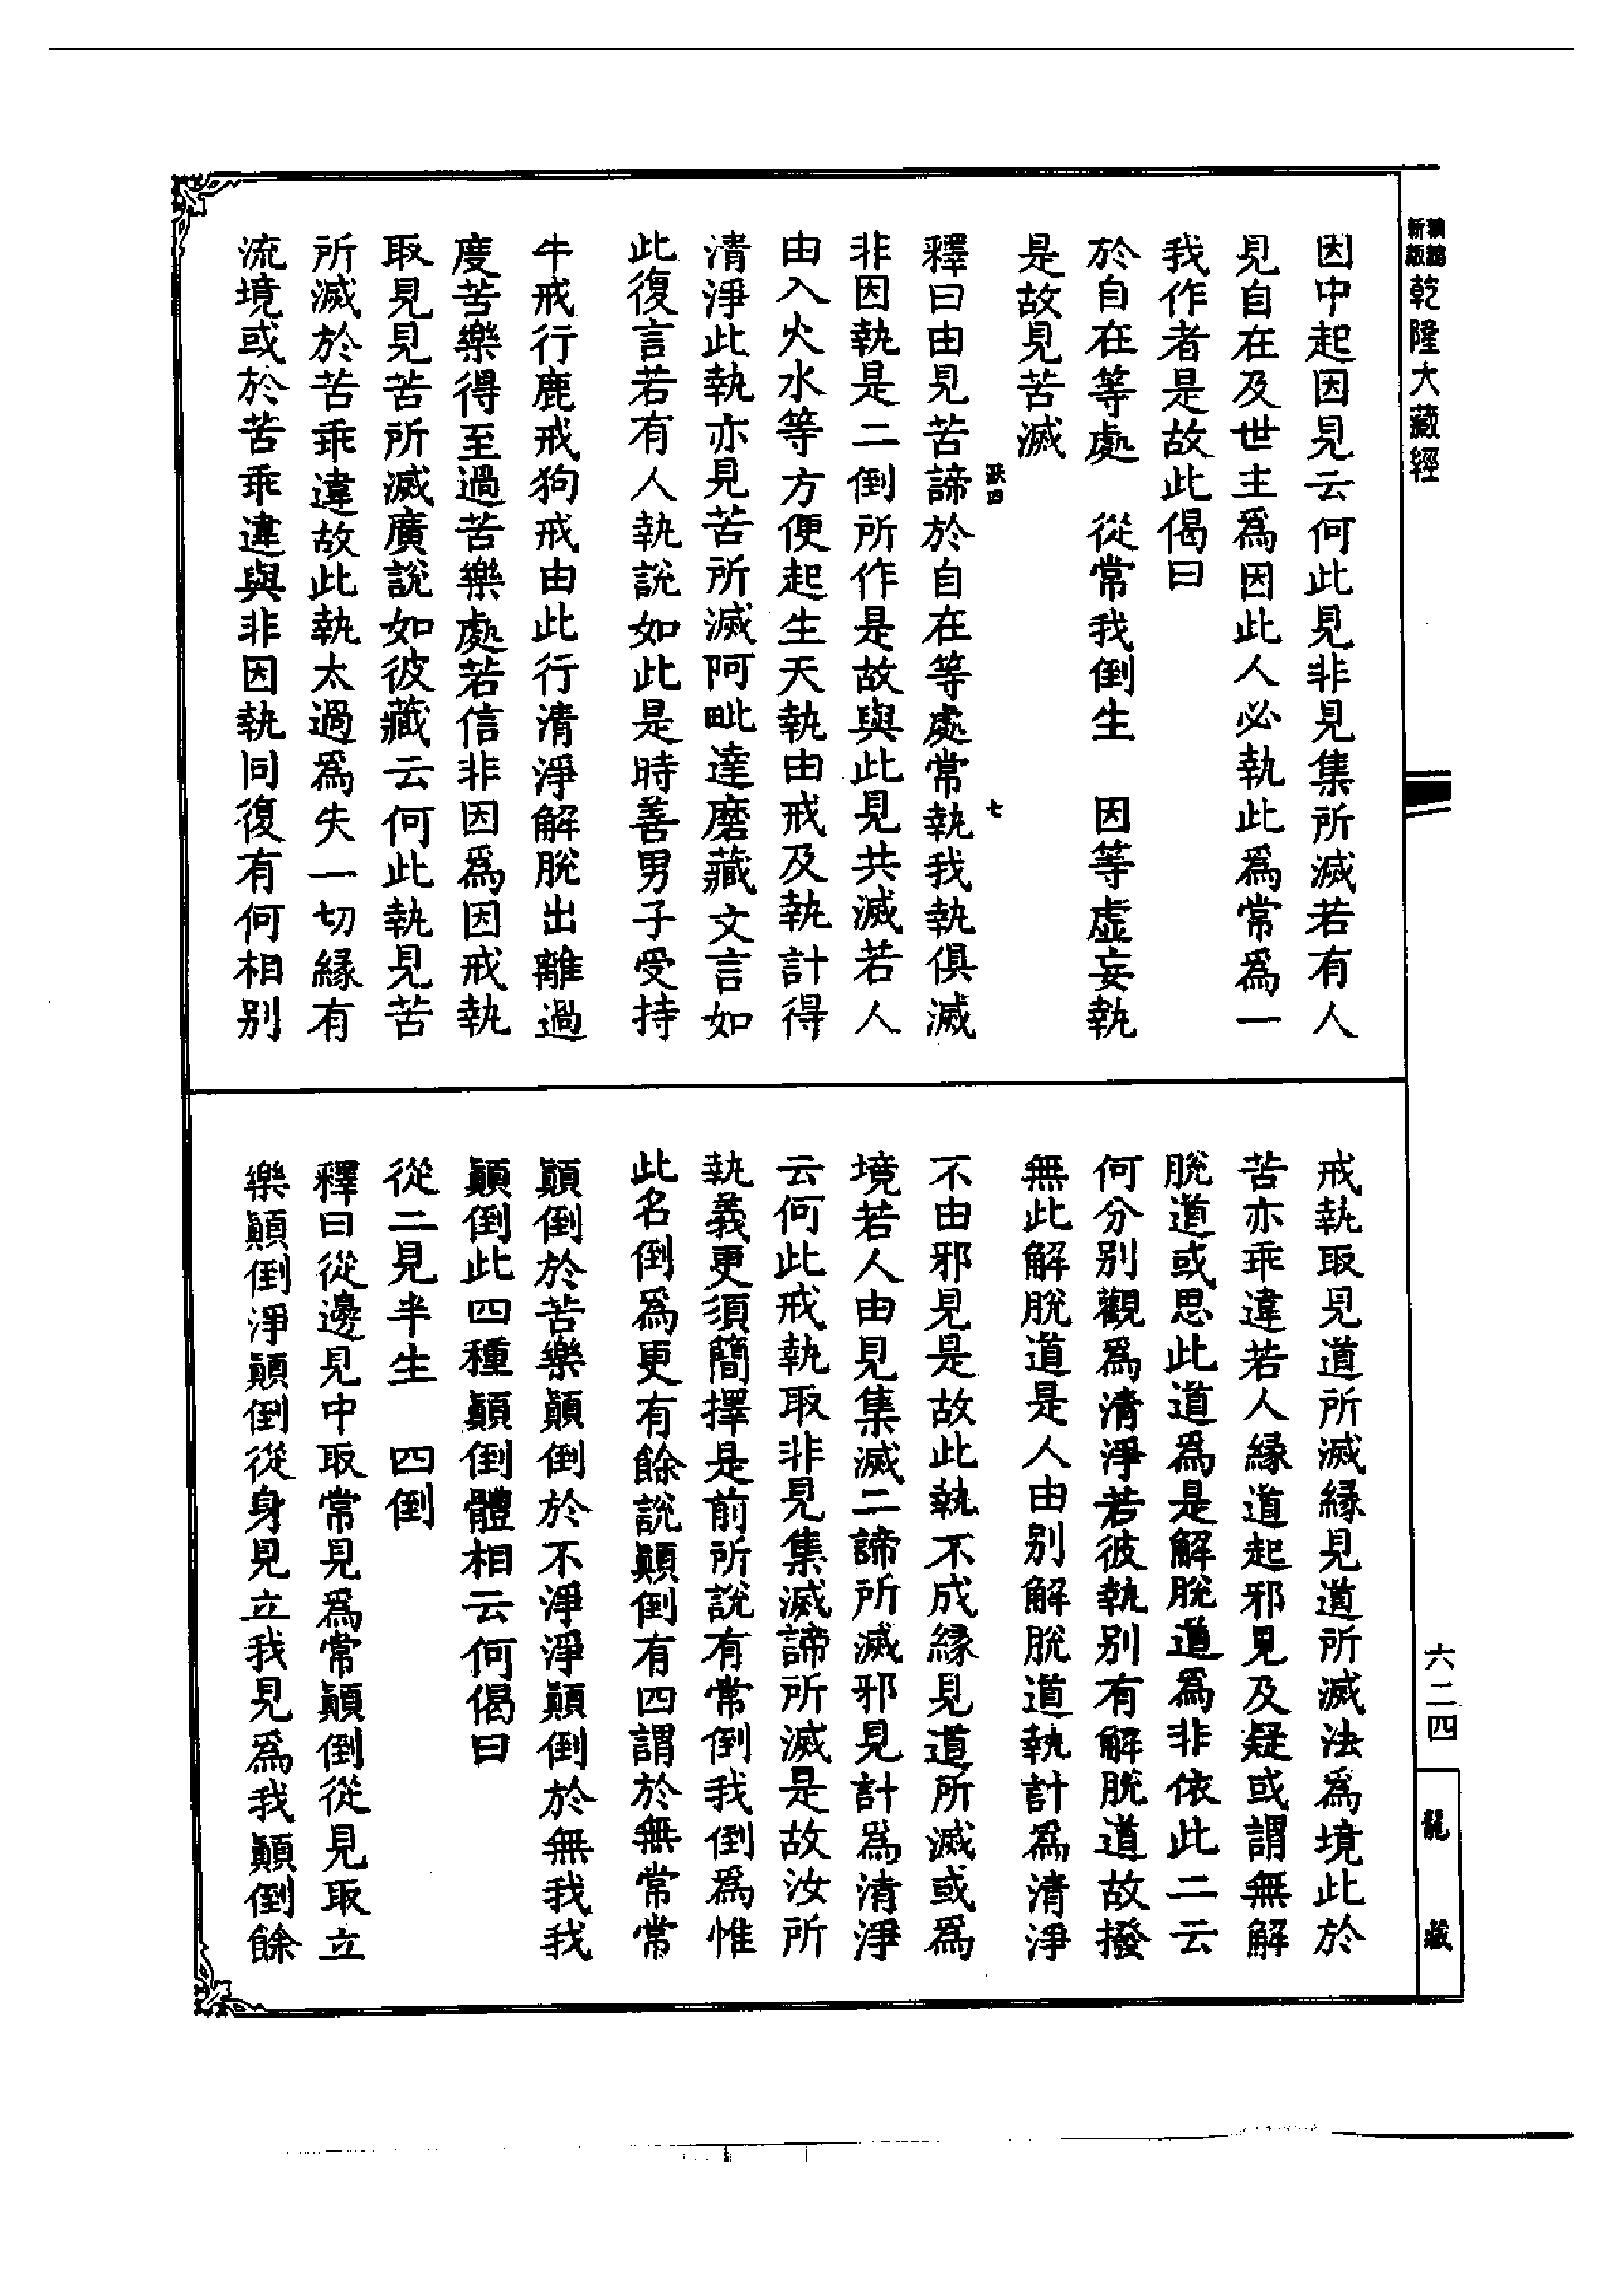 新版
乾隆大藏經
因中起因見云何此見非見集所滅若有人
見自在及世主爲因此人必執此爲常爲一
我作者是故此偈曰
於自在等處　從常我倒生　因等虛妄執
是故見苦滅
釋曰由見苦諦於自在等處常執我執俱滅
七
非因執是二倒所作是故與此見共滅若人
由入火水等方便起生天執由戒及執計得
清淨此執亦見苦所滅阿毗達磨藏文言如
此復言若有人執說如此是時善男子受持
牛戒行鹿戒狗戒由此行清淨解脫出離過
度苦樂得至過苦樂處若信非因爲因戒執
取見見苦所滅廣說如彼藏云何此執見苦
所滅於苦乖違故此執太過爲失一切緣有
流境或於苦乖違與非因執同復有何相別
戒執取見道所滅緣見道所滅法爲境此於
苦亦乖違若人緣道起邪見及疑或謂無解
脫道或思此道爲是解脫道爲非依此二云
何分別觀爲清淨若彼執別有解脫道故撥
無此解脫道是人由別解脫道執計爲清淨
不由邪見是故此執不成緣見道所滅或爲
境若人由見集滅二諦所滅邪見計爲清淨
云何此戒執取非見集滅諦所滅是故汝所
執義更須簡擇是前所說有常倒我倒爲惟
此名倒爲更有餘說顛倒有四謂於無常常
顛倒於苦樂顛倒於不淨淨顛倒於無我我
顛倒此四種顛倒體相云何偈曰
從二見半生　四倒
釋曰從邊見中取常見爲常顛倒從見取立
樂顛倒淨顛倒從身見立我見爲我顛倒餘
六二四
龍藏